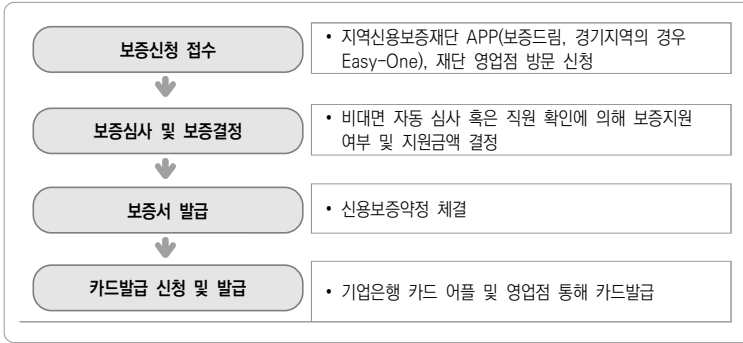 보증신청 접수
• 지역신용보증재단 APP(보증드림, 경기지역의 경우
Easy-One), 재단 영업점 방문 신청
보증심사 및 보증결정
• 비대면 자동 심사 혹은 직원 확인에 의해 보증지원
여부 및 지원금액 결정
보증서 발급
• 신용보증약정 체결
카드발급 신청 및 발급
• 기업은행 카드 어플 및 영업점 통해 카드발급